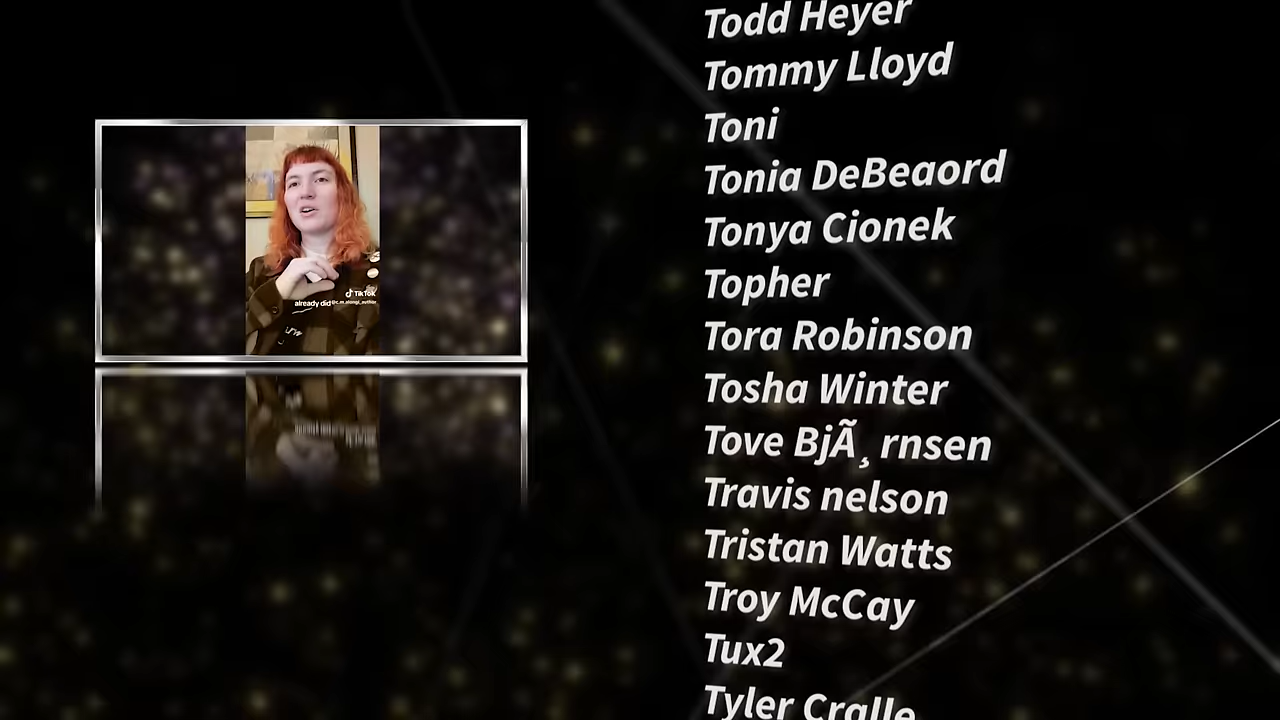 TikTok
already did @c.m.alongi_author
Todd Heyer
Tommy Lloyd
Toni
Tonia DeBeaord
Tonya Cionek
Topher
Tora Robinson
Tosha Winter
Tove BjÃ¸rnsen
Travis nelson
Tristan Watts
Troy McCay
Tux2
Tyler Cralle